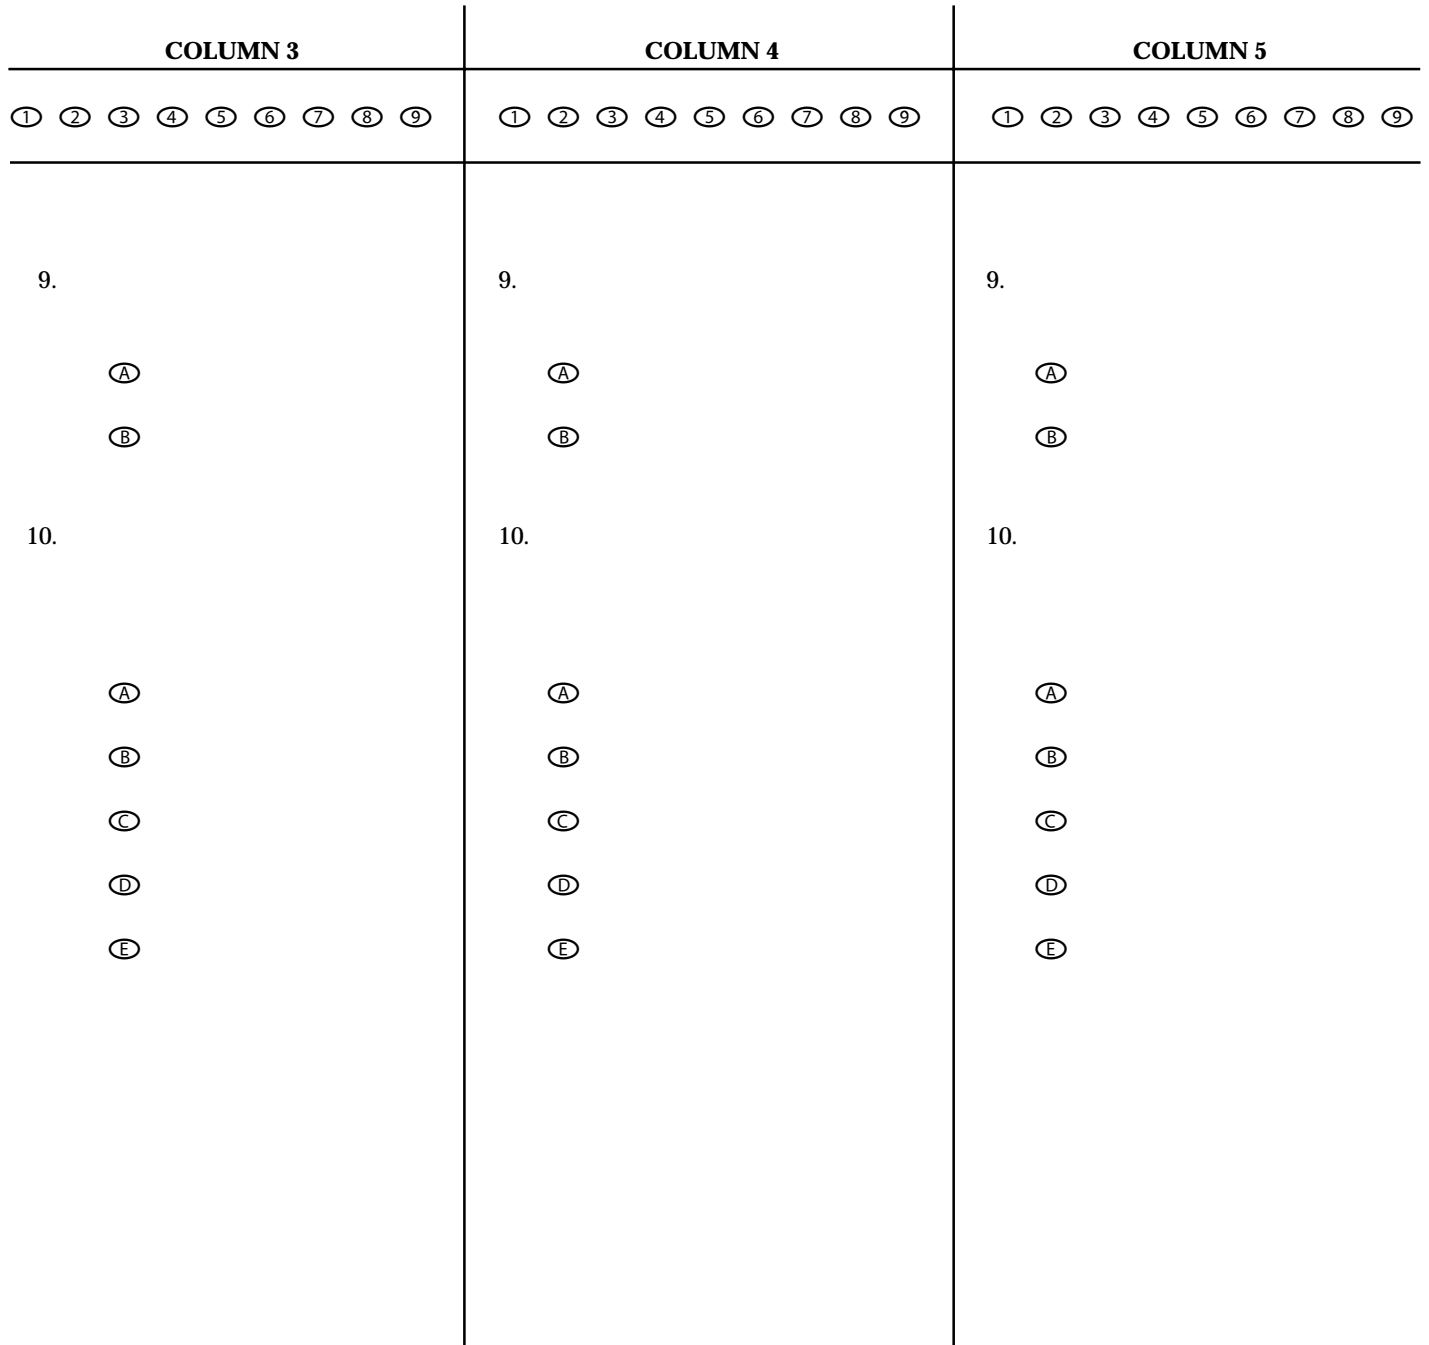 COLUMN 3 COLUMN 4 COLUMN 5
1 2 3 4 5 6 7 8 9 1 2 3 4 5 6 7 8 9 1 2 3 4 5 6 7 8 9
9. 9. 9.
A A A
B B B
10. 10. 10.
A A A
B B B
C C C
D D D
E E E